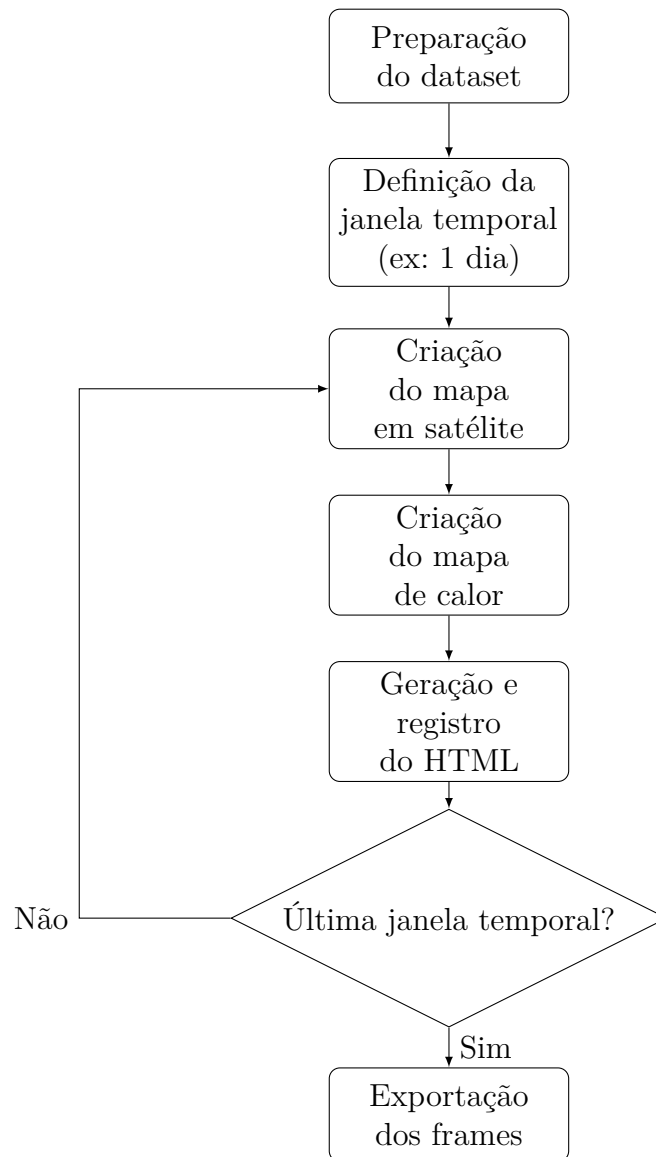 Preparação
do dataset
Definição da
janela temporal
(ex: 1 dia)
Criação
do mapa
em satélite
Criação
do mapa
de calor
Geração e
registro
do HTML
Não
Última janela temporal?
Sim
Exportação
dos frames